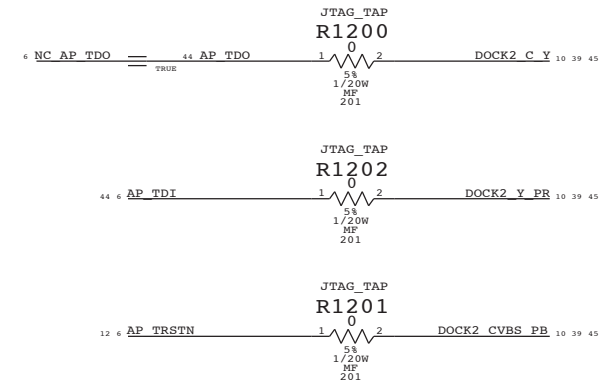 JTAG_TAP
R1200
0
6 NC_AP_TDO 44 AP_TDO 1 2 DOCK2_C_Y 10 39 45
TRUE
5%
1/20W
MF
201
JTAG_TAP
R1202
0
44 6 AP_TDI 1 2 DOCK2_Y_PR 10 39 45
5%
1/20W
MF
201
JTAG_TAP
R1201
0
12 6 AP_TRSTN 1 2 DOCK2_CVBS_PB 10 39 45
5%
1/20W
MF
201